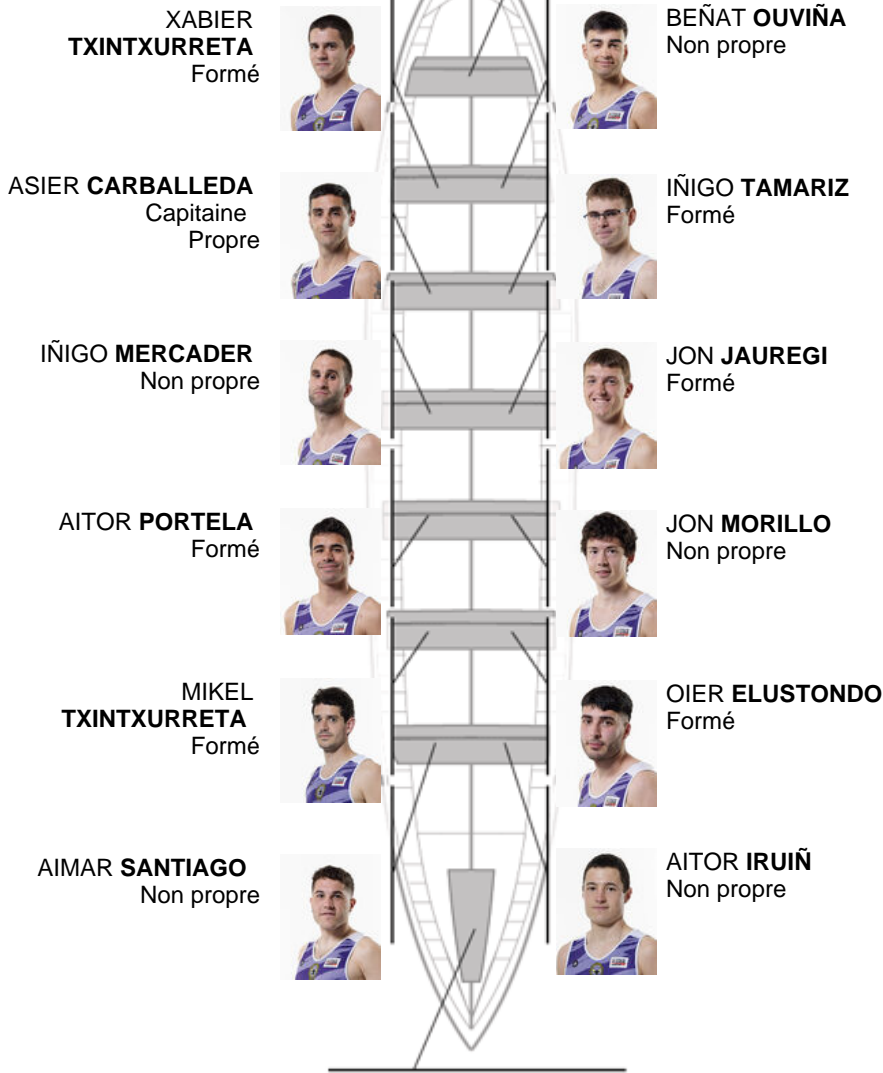 XABIER
TXINTXURRETA
Formé
BEÑAT OUVIÑA
Non propre
ASIER CARBALLEDA
Capitaine
Propre
IÑIGO TAMARIZ
Formé
IÑIGO MERCADER
Non propre
JON JAUREGI
Formé
AITOR PORTELA
Formé
JON MORILLO
Non propre
MIKEL
TXINTXURRETA
Formé
OIER ELUSTONDO
Formé
AIMAR SANTIAGO
Non propre
AITOR IRUIÑ
Non propre